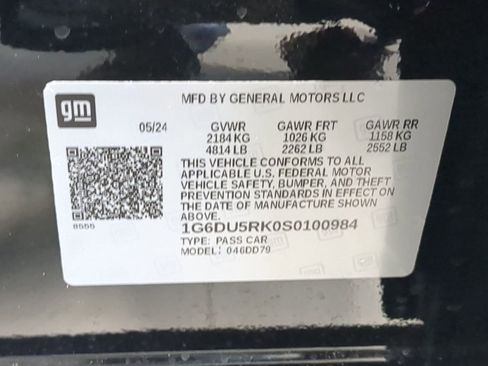 gm
MFD BY GENERAL MOTORS LLC
05/24 GVWR GAWR FRT GAWR RR
2184 KG 1026 KG 1158 KG
4814 LB 2262 LB 2552 LB
THIS VEHICLE CONFORMS TO ALL
APPLICABLE U.S. FEDERAL MOTOR
VEHICLE SAFETY, BUMPER, AND THEFT
PREVENTION STANDARDS IN EFFECT ON
THE DATE OF MANUFACTURE SHOWN
ABOVE.
8555
1G6DU5RK0S0100984
TYPE: PASS CAR
MODEL: 046DD79